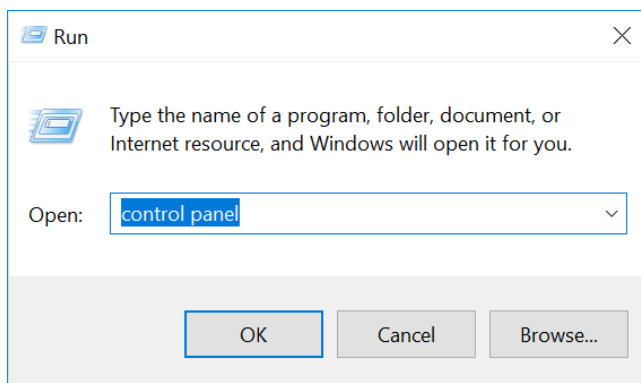 Run
Type the name of a program, folder, document, or
Internet resource, and Windows will open it for you.
Open: control panel
OK Cancel Browse...